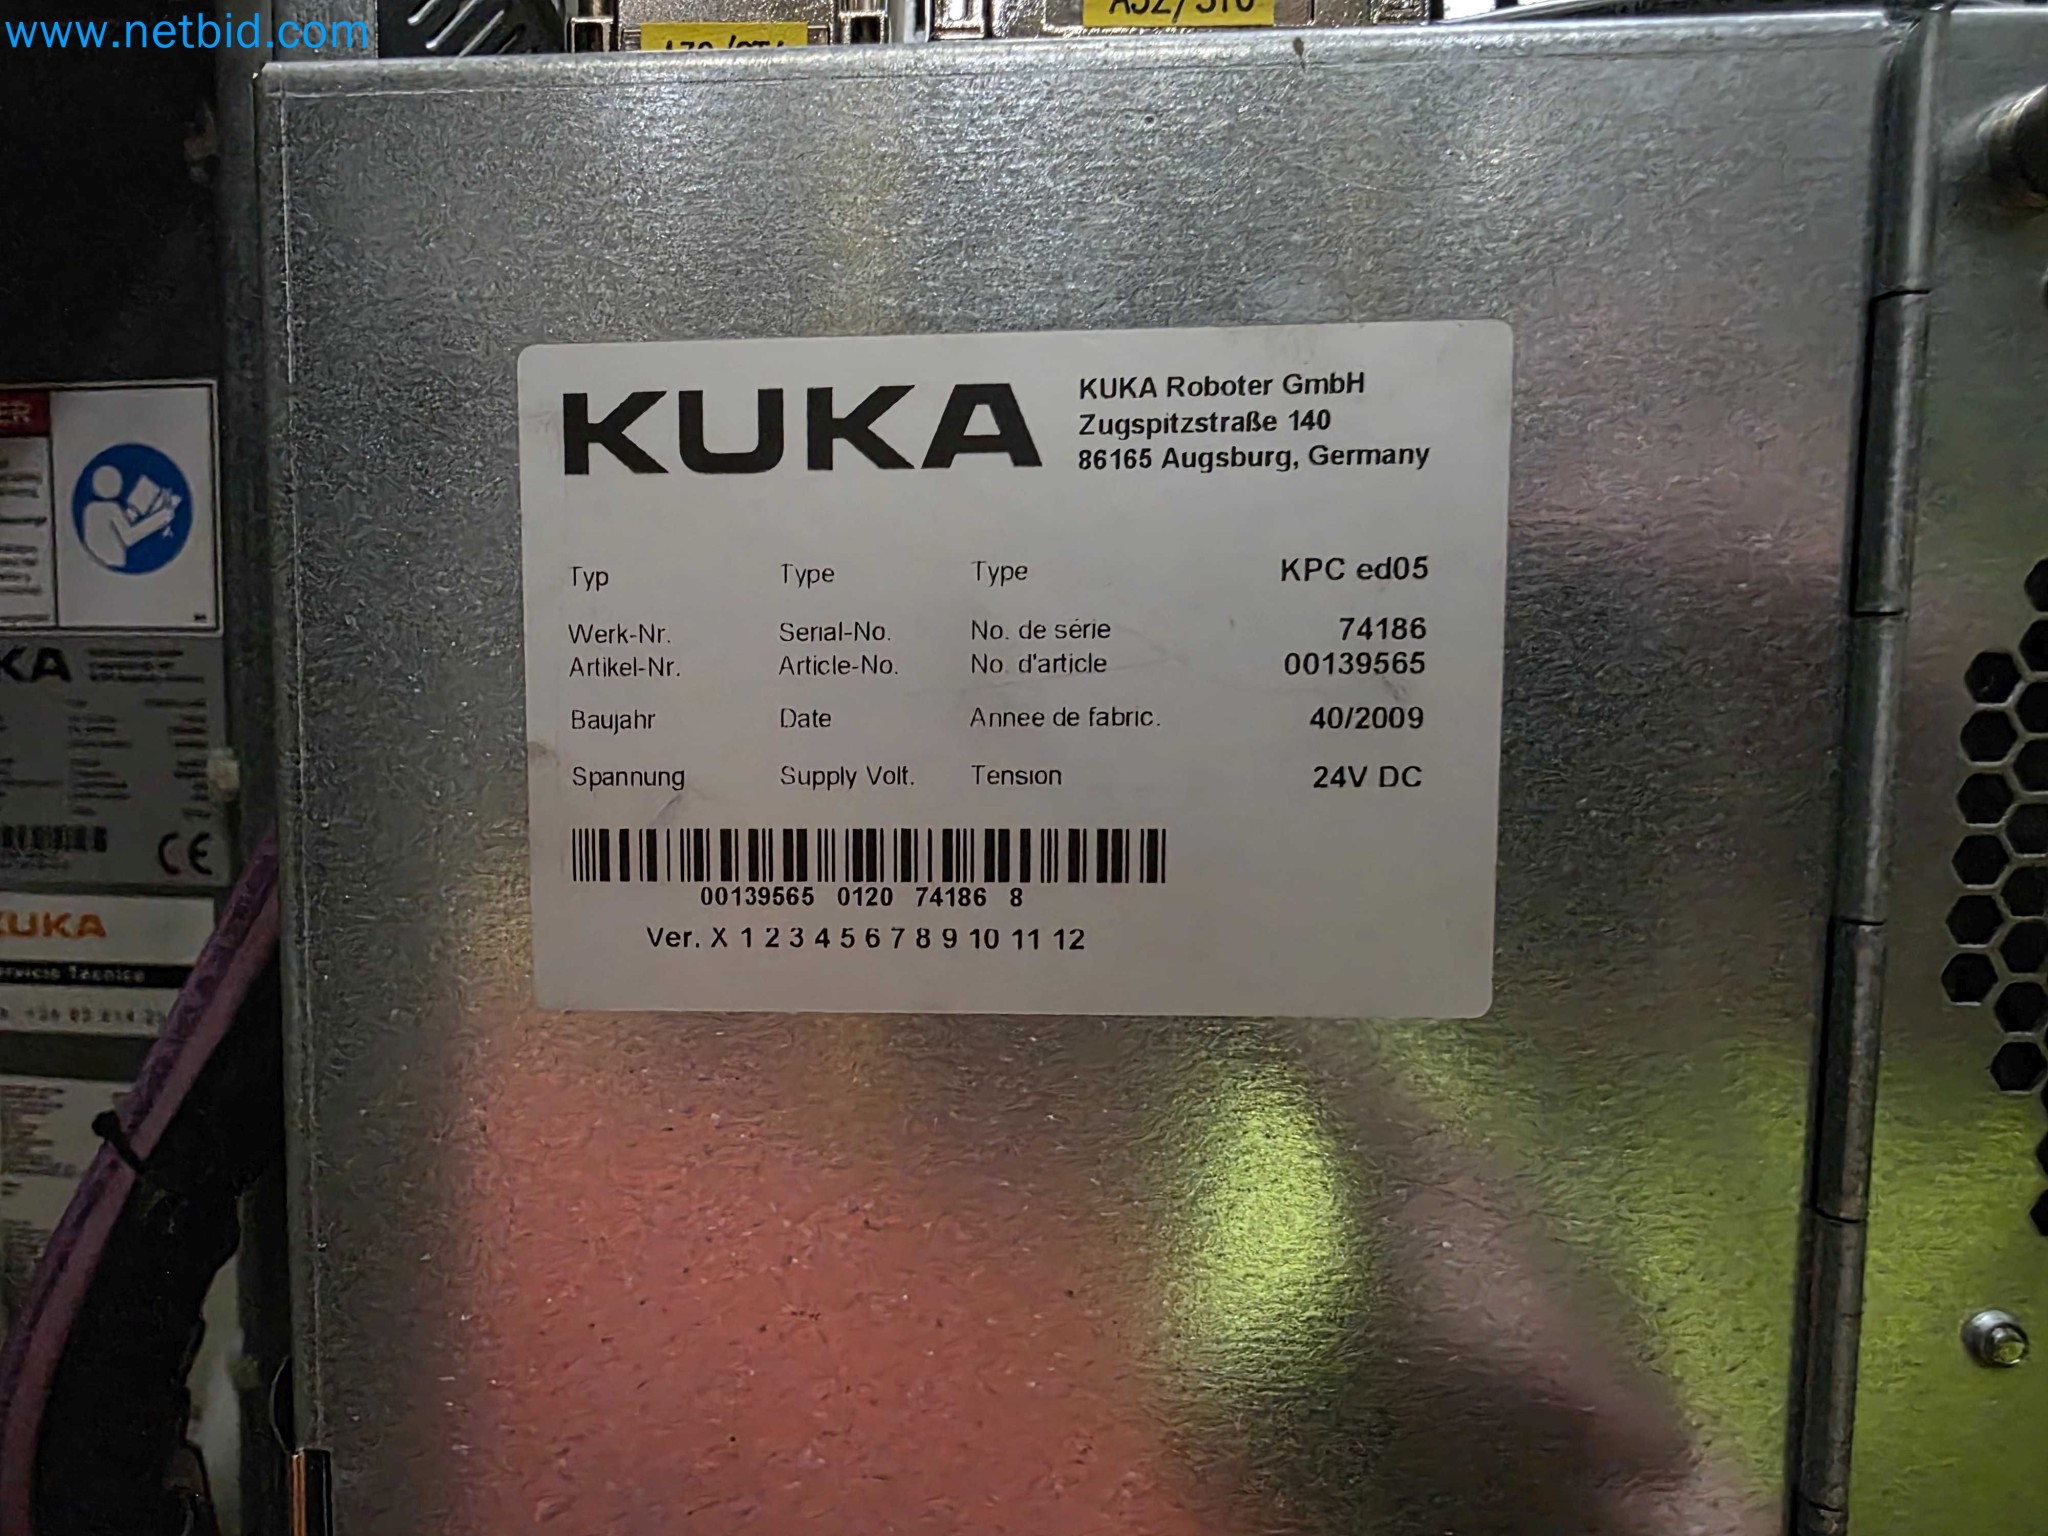 www.netbid.com
KUKA
KUKA Roboter GmbH
Zugspitzstraße 140
86165 Augsburg, Germany
Typ Type Type KPC ed05
Werk-Nr. Serial-No. No. de série 74186
Artikel-Nr. Article-No. No. d'article 00139565
Baujahr Date Annee de fabric. 40/2009
Spannung Supply Volt. Tension 24V DC
00139565 0120 74186 8
Ver. X 1 2 3 4 5 6 7 8 9 10 11 12
CE
KUKA